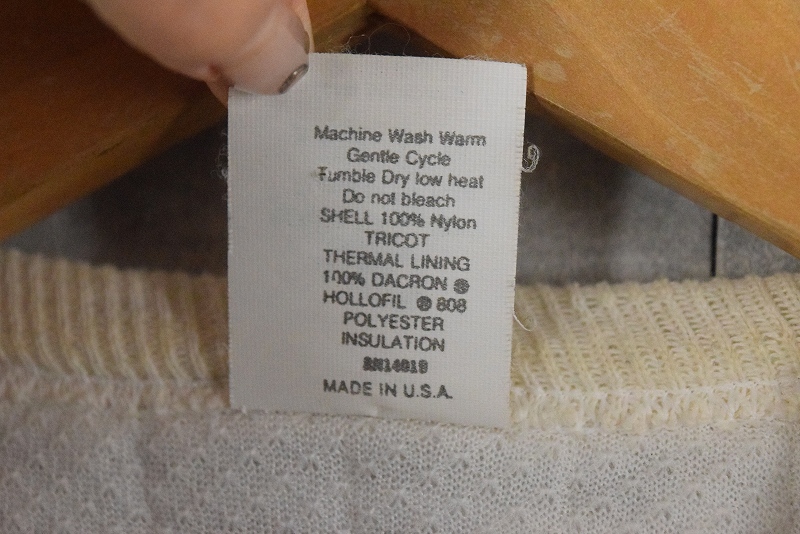 Machine Wash Warm
Gentle Cycle
Tumble Dry low heat
Do not bleach
SHELL 100% Nylon
TRICOT
THERMAL LINING
100% DACRON ®
HOLLOFIL ® 808
POLYESTER
INSULATION
MADE IN U.S.A.